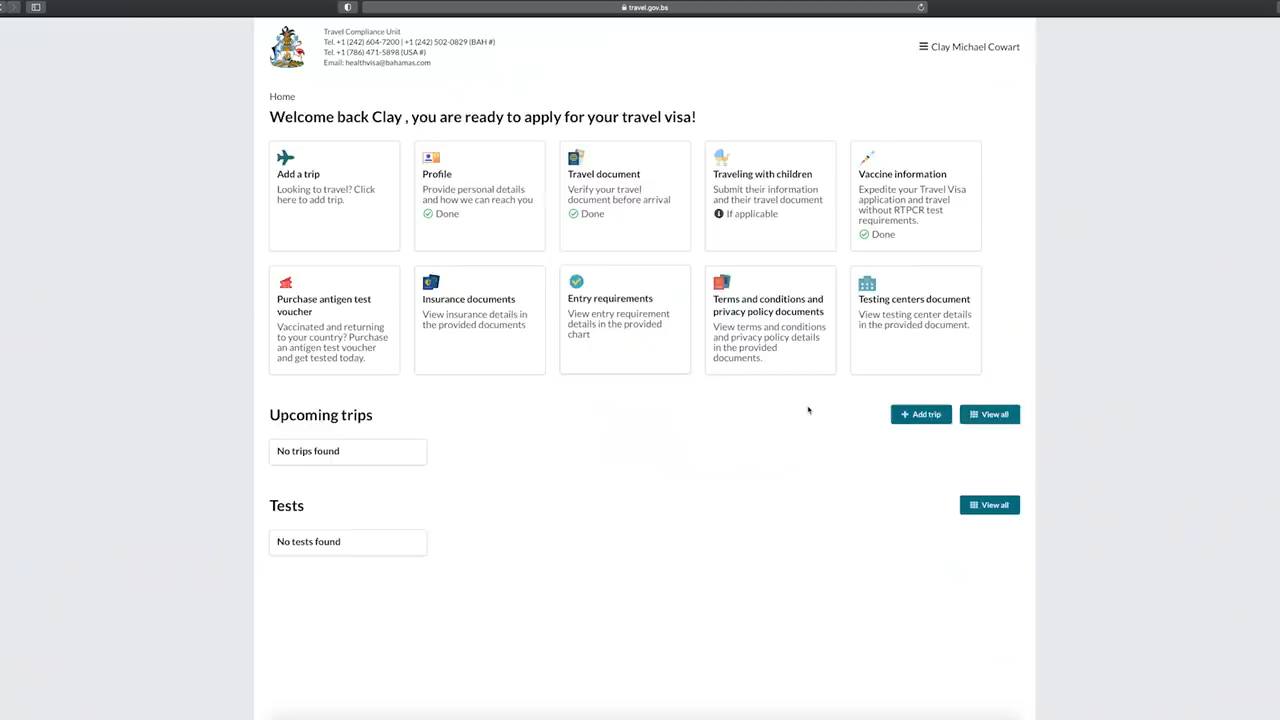 travel.gov.bs
Travel Compliance Unit
Tel. +1 (242) 604-7200 | +1 (242) 502-0829 (BAH #)
Tel. +1 (786) 471-5898 (USA #)
Email: healthvisa@bahamas.com
Clay Michael Cowart
Home
Welcome back Clay , you are ready to apply for your travel visa!
Add a trip
Looking to travel? Click
here to add trip.
Profile
Provide personal details
and how we can reach you
Done
Travel document
Verify your travel
document before arrival
Done
Traveling with children
Submit their information
and their travel document
If applicable
Vaccine information
Expedite your Travel Visa
application and travel
without RTPCR test
requirements.
Done
Purchase antigen test
voucher
Vaccinated and returning
to your country? Purchase
an antigen test voucher
and get tested today.
Insurance documents
View insurance details in
the provided documents
Entry requirements
View entry requirement
details in the provided
chart
Terms and conditions and
privacy policy documents
View terms and conditions
and privacy policy details
in the provided
documents.
Testing centers document
View testing center details
in the provided document.
Upcoming trips
Add trip
View all
No trips found
Tests
View all
No tests found